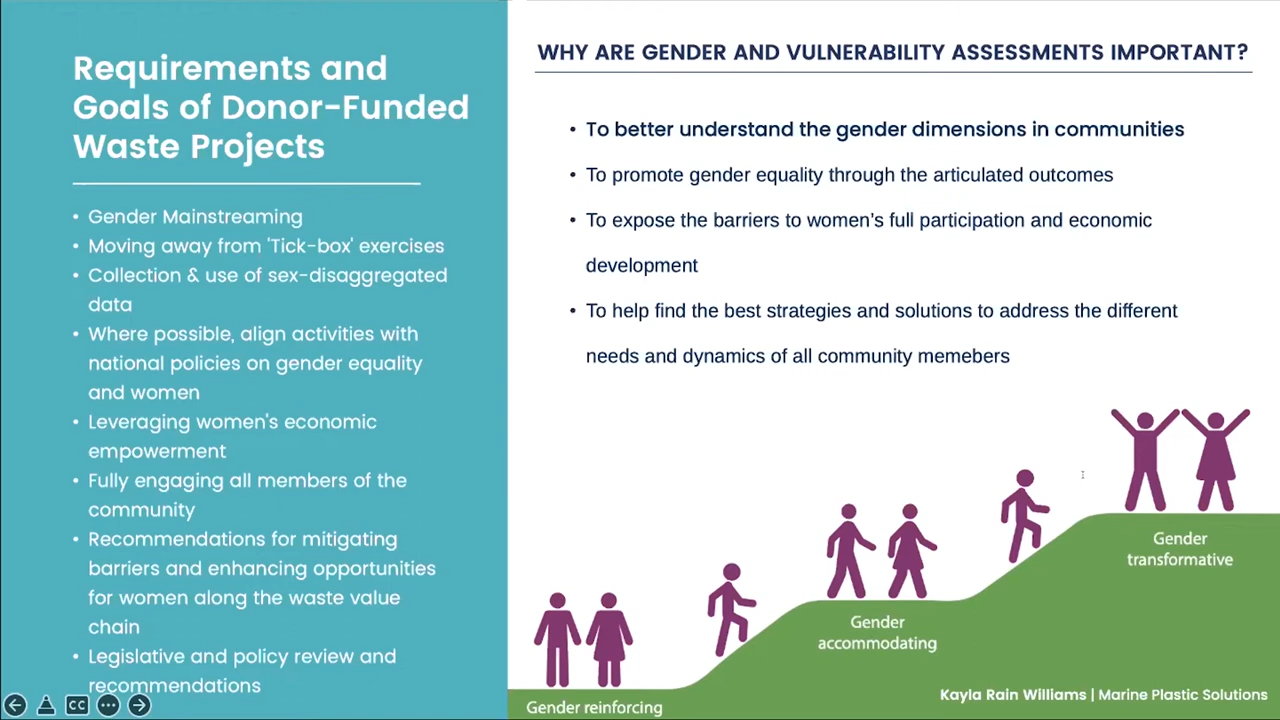 Requirements and
Goals of Donor-Funded
Waste Projects
• Gender Mainstreaming
• Moving away from 'Tick-box' exercises
• Collection & use of sex-disaggregated
data
• Where possible, align activities with
national policies on gender equality
and women
• Leveraging women's economic
empowerment
• Fully engaging all members of the
community
• Recommendations for mitigating
barriers and enhancing opportunities
for women along the waste value
chain
• Legislative and policy review and
recommendations
CC
WHY ARE GENDER AND VULNERABILITY ASSESSMENTS IMPORTANT?
• To better understand the gender dimensions in communities
• To promote gender equality through the articulated outcomes
• To expose the barriers to women's full participation and economic
development
• To help find the best strategies and solutions to address the different
needs and dynamics of all community memebers
Gender
transformative
Gender
accommodating
Gender reinforcing
Kayla Rain Williams | Marine Plastic Solutions